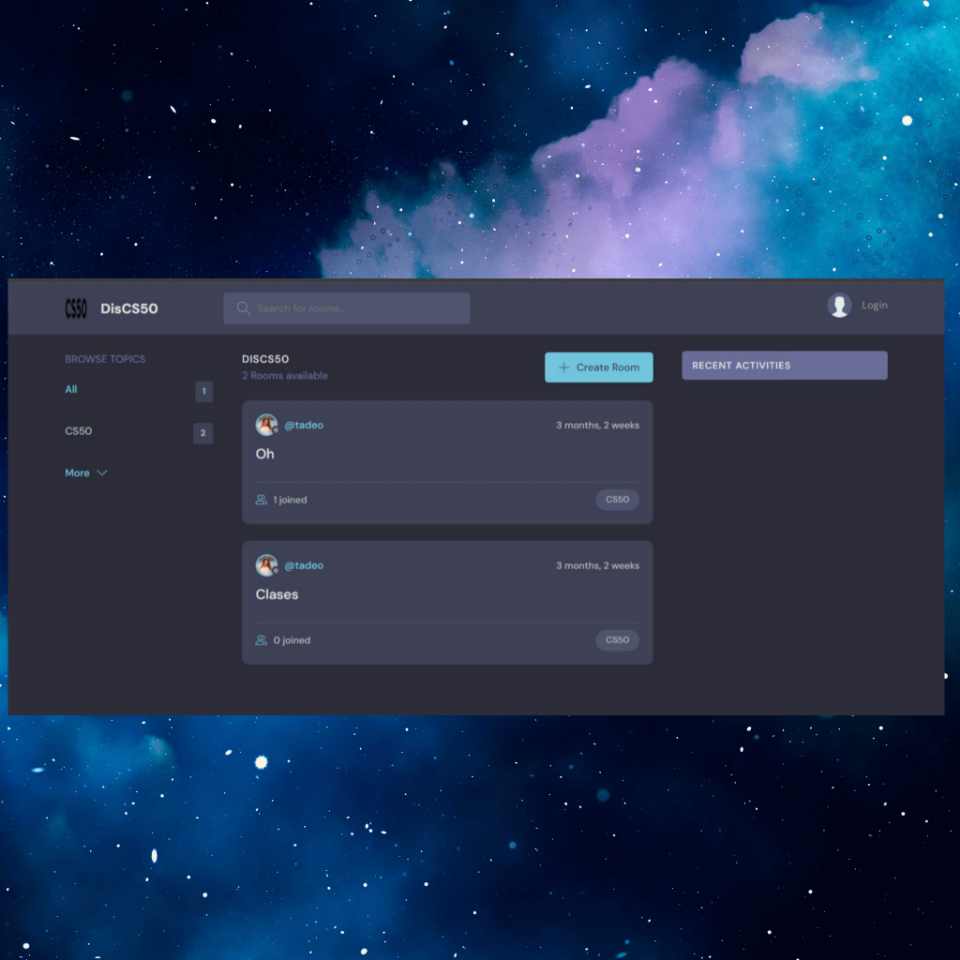 CS50 DisCS50
Search for rooms...
Login
BROWSE TOPICS
All 1
CS50 2
More
DISCS50
2 Rooms available
Create Room
@tadeo 3 months, 2 weeks
Oh
1 joined CS50
@tadeo 3 months, 2 weeks
Clases
0 joined CS50
RECENT ACTIVITIES